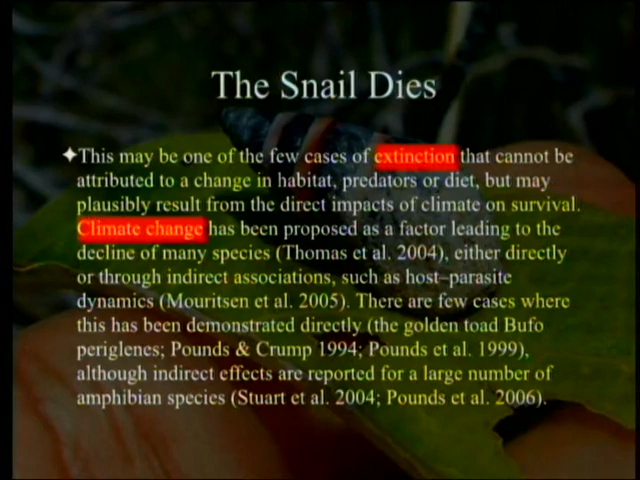 The Snail Dies
✦This may be one of the few cases of extinction that cannot be
attributed to a change in habitat, predators or diet, but may
plausibly result from the direct impacts of climate on survival.
Climate change has been proposed as a factor leading to the
decline of many species (Thomas et al. 2004), either directly
or through indirect associations, such as host–parasite
dynamics (Mouritsen et al. 2005). There are few cases where
this has been demonstrated directly (the golden toad Bufo
periglenes; Pounds & Crump 1994; Pounds et al. 1999),
although indirect effects are reported for a large number of
amphibian species (Stuart et al. 2004; Pounds et al. 2006).